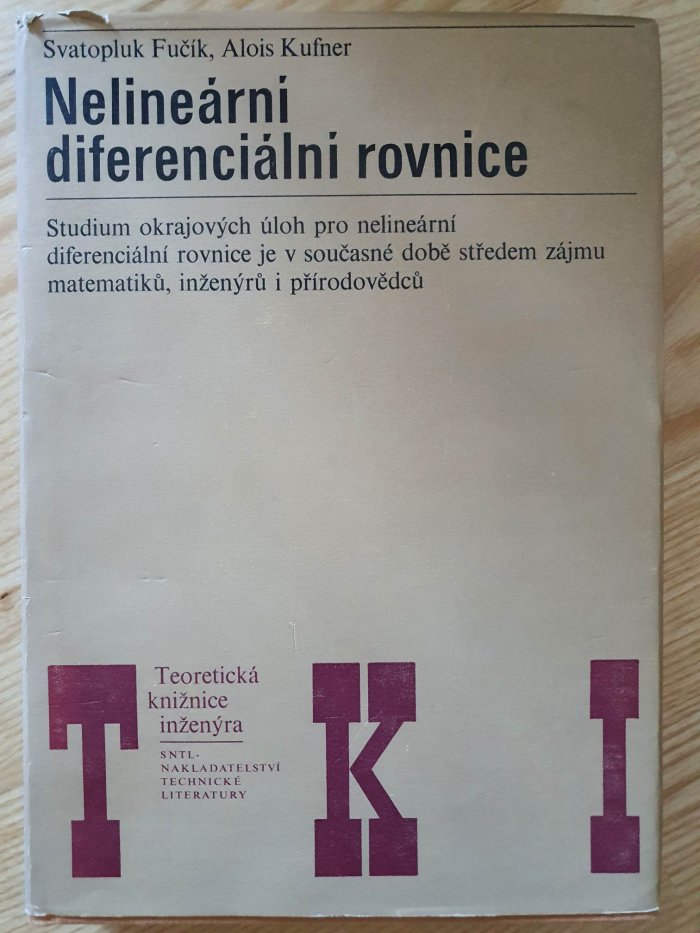 Svatopluk Fučík, Alois Kufner
Nelineární
diferenciální rovnice
Studium okrajových úloh pro nelineární
diferenciální rovnice je v současné době středem zájmu
matematiků, inženýrů i přírodovědců
T K I
Teoretická
knižnice
inženýra
SNTL-
NAKLADATELSTVÍ
TECHNICKÉ
LITERATURY